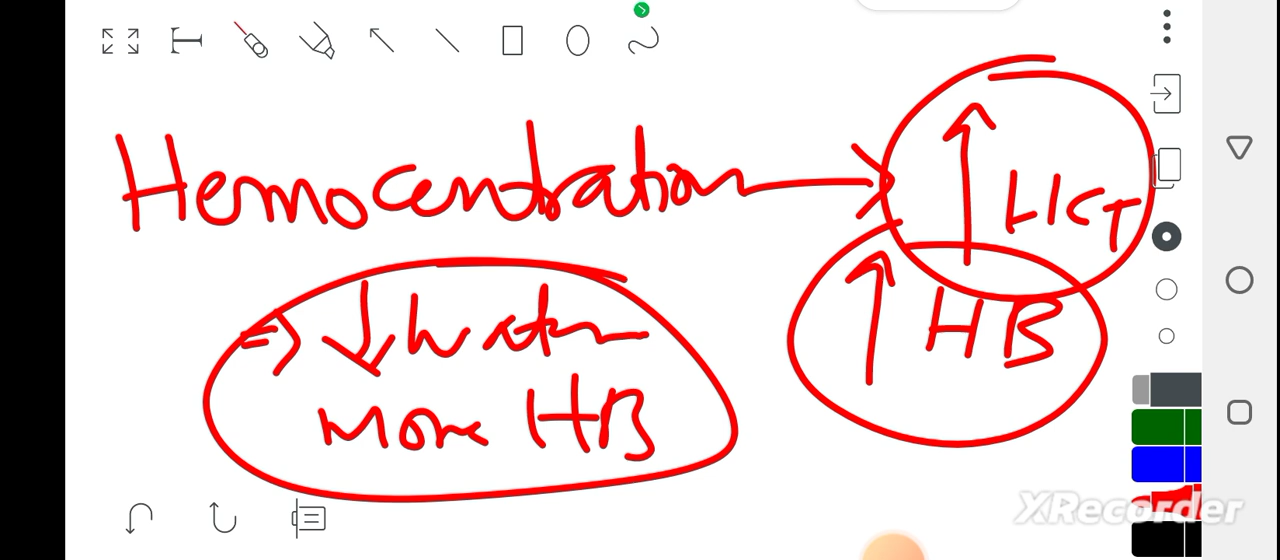 Hemocentration → ↑ HCT
↑ HB
⇒ ↓ water
more HB
XRecorder